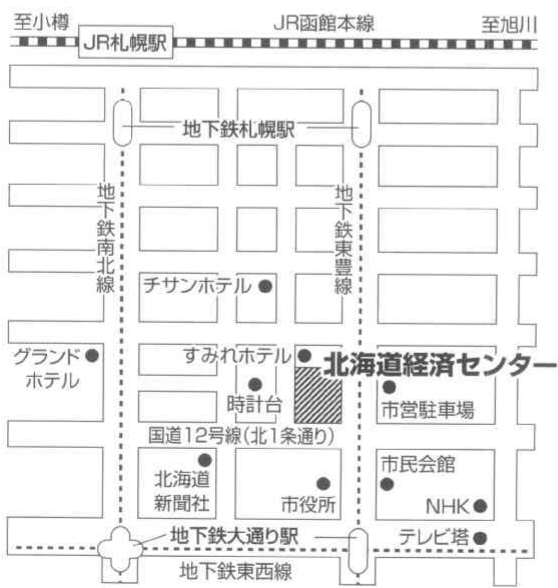 至小樽
JR函館本線
至旭川
JR札幌駅
地下鉄札幌駅
地下鉄南北線
地下鉄東豊線
チサンホテル
グランド
ホテル
すみれホテル
北海道経済センター
時計台
市営駐車場
国道12号線(北1条通り)
北海道
新聞社
市役所
市民会館
NHK
地下鉄大通り駅
テレビ塔
地下鉄東西線